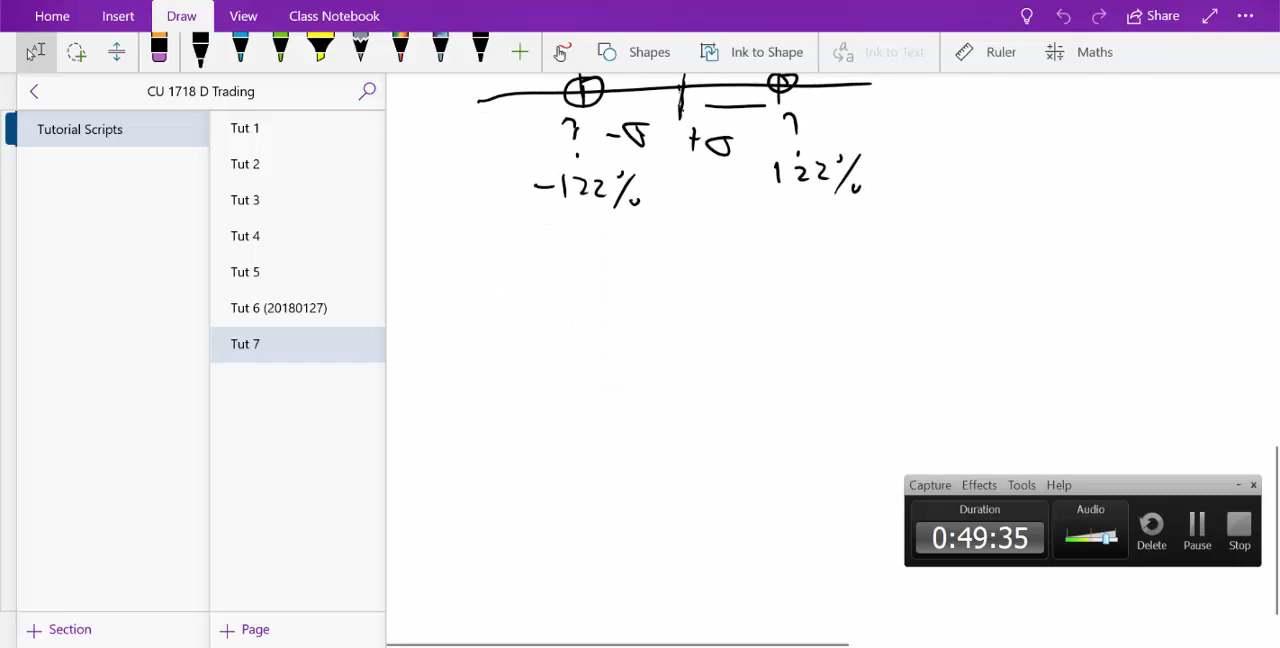 Home Insert Draw View Class Notebook Share
Shapes Ink to Shape Ink to Text Ruler Maths
CU 1718 D Trading
Tutorial Scripts
Tut 1
Tut 2
Tut 3
Tut 4
Tut 5
Tut 6 (20180127)
Tut 7
? -σ +σ ?
-122% 122%
Capture Effects Tools Help
Duration Audio
0:49:35
Delete Pause Stop
+ Section + Page